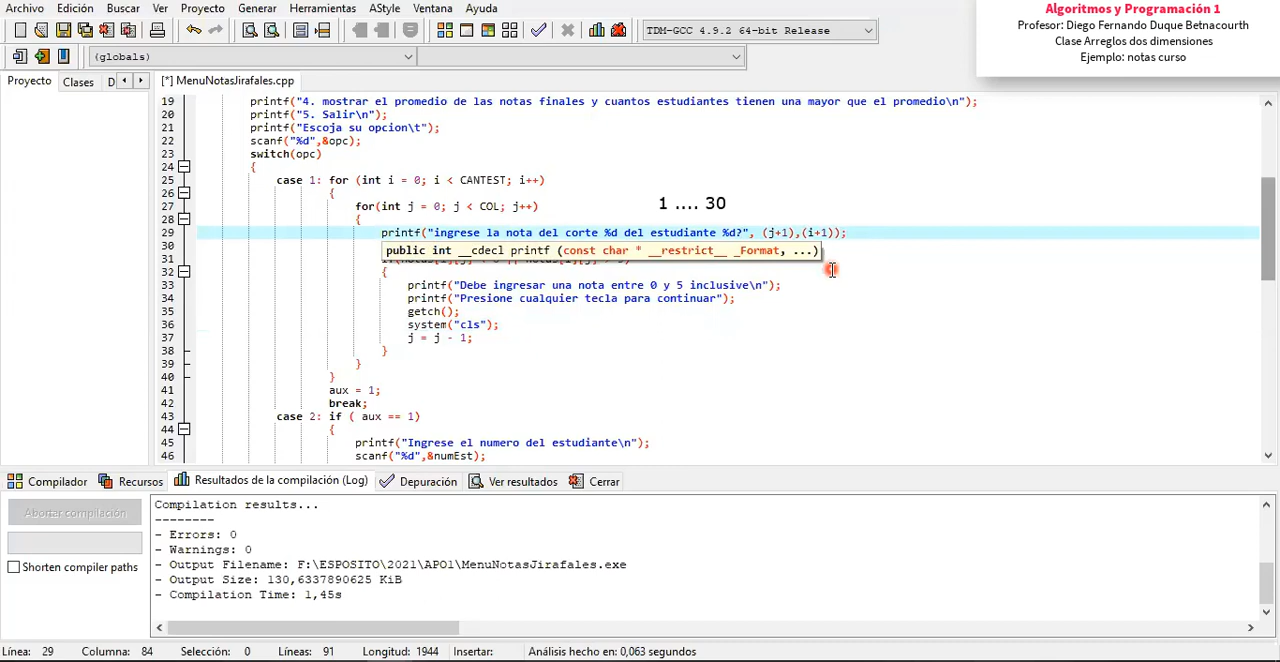 Archivo Edición Buscar Ver Proyecto Generar Herramientas AStyle Ventana Ayuda
Algoritmos y Programación 1
Profesor: Diego Fernando Duque Betnacourth
Clase Arreglos dos dimensiones
Ejemplo: notas curso
TDM-GCC 4.9.2 64-bit Release
(globals)
Proyecto Clases D
[*] MenuNotasJirafales.cpp
19 printf("4. mostrar el promedio de las notas finales y cuantos estudiantes tienen una mayor que el promedio\n");
20 printf("5. Salir\n");
21 printf("Escoja su opcion\t");
22 scanf("%d",&opc);
23 switch(opc)
24 {
25 case 1: for (int i = 0; i < CANTEST; i++)
26 {
27 for(int j = 0; j < COL; j++)
28 {
1 .... 30
29 printf("ingrese la nota del corte %d del estudiante %d?", (j+1),(i+1));
30
public int __cdecl printf (const char * __restrict__ _Format, ...)
31
32 {
33 printf("Debe ingresar una nota entre 0 y 5 inclusive\n");
34 printf("Presione cualquier tecla para continuar");
35 getch();
36 system("cls");
37 j = j - 1;
38 }
39 }
40 }
41 aux = 1;
42 break;
43 case 2: if ( aux == 1)
44 {
45 printf("Ingrese el numero del estudiante\n");
46 scanf("%d",&numEst);
Compilador Recursos Resultados de la compilación (Log) Depuración Ver resultados Cerrar
Abortar compilación
Shorten compiler paths
Compilation results...
--------
- Errors: 0
- Warnings: 0
- Output Filename: F:\ESPOSITO\2021\APO1\MenuNotasJirafales.exe
- Output Size: 130,6337890625 KiB
- Compilation Time: 1,45s
Línea: 29 Columna: 84 Selección: 0 Líneas: 91 Longitud: 1944 Insertar: Análisis hecho en: 0,063 segundos